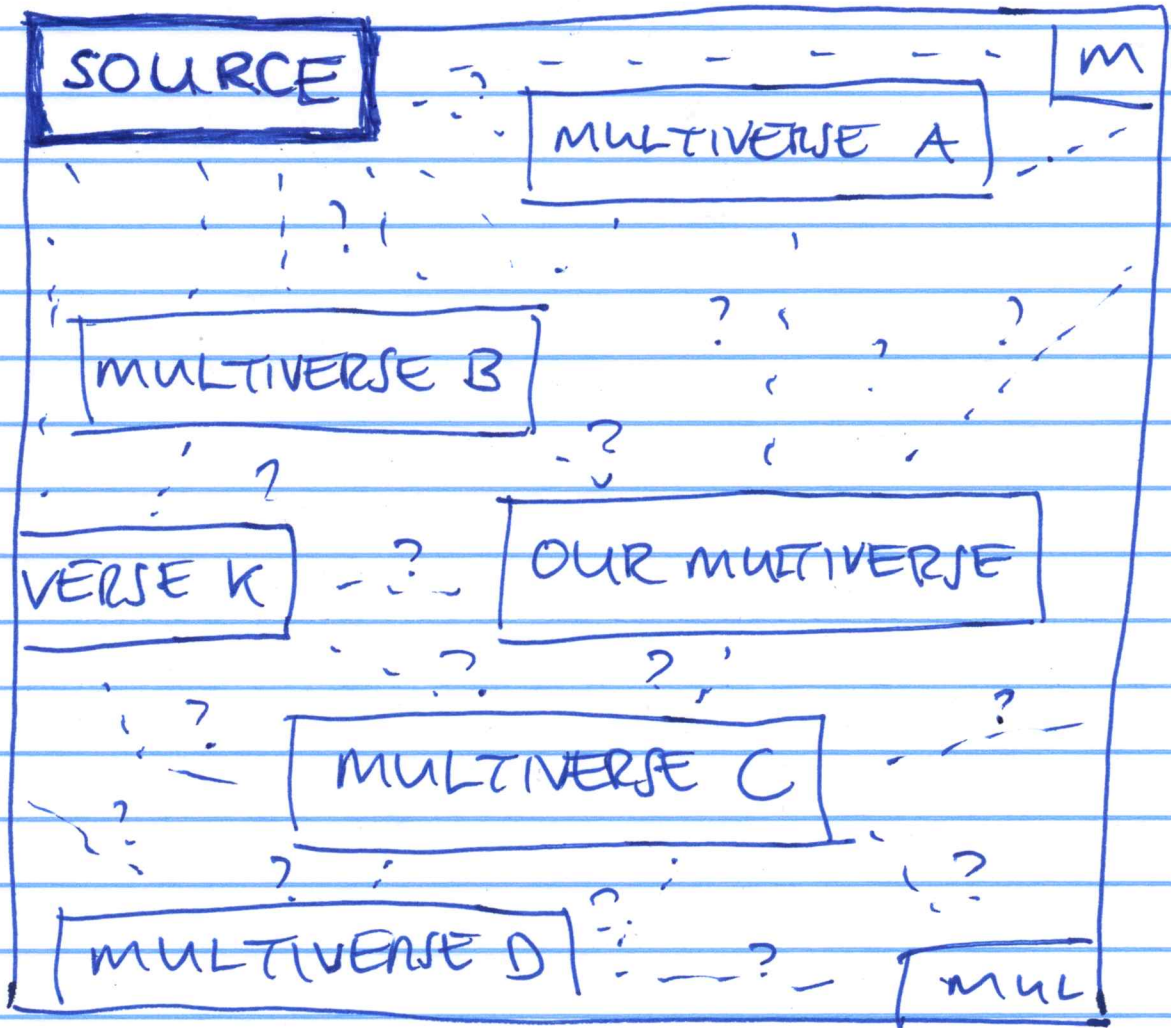 SOURCE
M
?
MULTIVERSE A
?
? ? ?
MULTIVERSE B
?
?
VERSE K
?
OUR MULTIVERSE
? ?
? ?
MULTIVERSE C
?
? ?
?
MULTIVERSE D
?
MUL